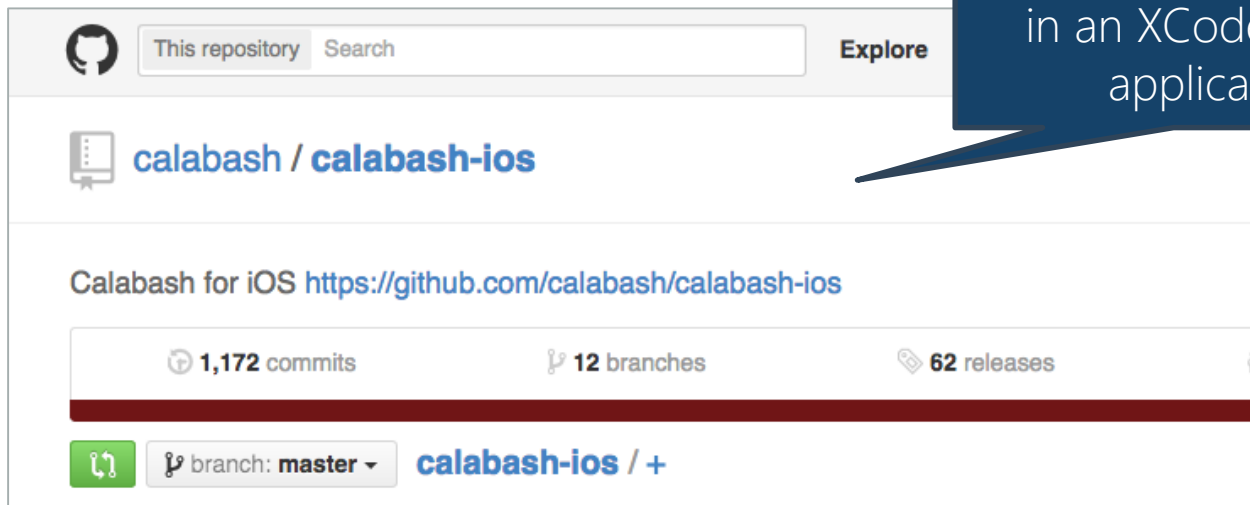 in an XCode
This repository Search
Explore
applica
calabash / calabash-ios
Calabash for iOS https://github.com/calabash/calabash-ios
1,172 commits
12 branches
62 releases
branch: master
calabash-ios / +